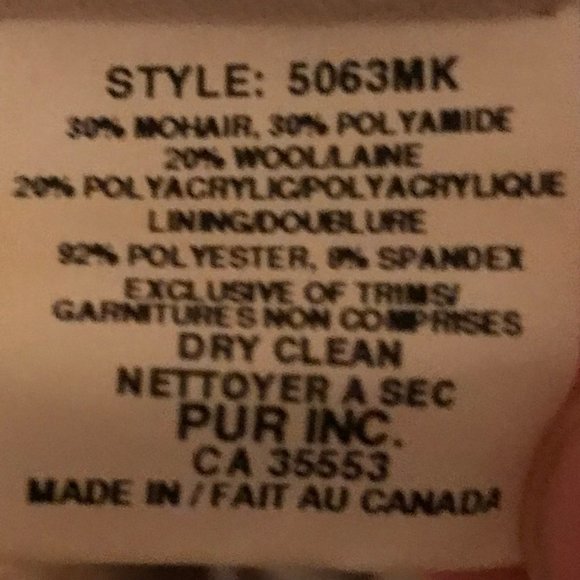 STYLE: 5063MK
30% MOHAIR, 30% POLYAMIDE
20% WOOL/LAINE
20% POLYACRYLIC/POLYACRYLIQUE
LINING/DOUBLURE
92% POLYESTER, 8% SPANDEX
EXCLUSIVE OF TRIMS/
GARNITURES NON COMPRISES
DRY CLEAN
NETTOYER A SEC
PUR INC.
CA 35553
MADE IN / FAIT AU CANADA